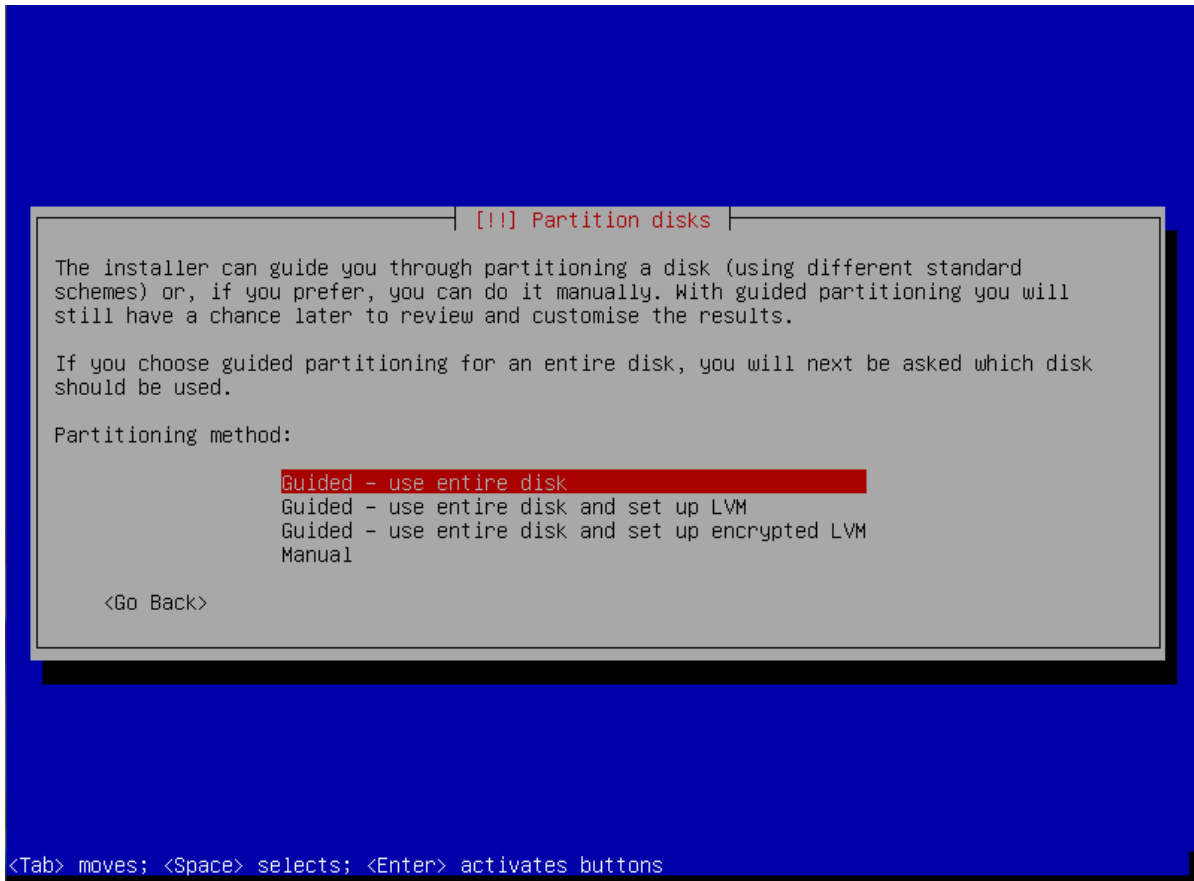 [!!] Partition disks
The installer can guide you through partitioning a disk (using different standard
schemes) or, if you prefer, you can do it manually. With guided partitioning you will
still have a chance later to review and customise the results.
If you choose guided partitioning for an entire disk, you will next be asked which disk
should be used.
Partitioning method:
Guided – use entire disk
Guided – use entire disk and set up LVM
Guided – use entire disk and set up encrypted LVM
Manual
<Go Back>
<Tab> moves; <Space> selects; <Enter> activates buttons